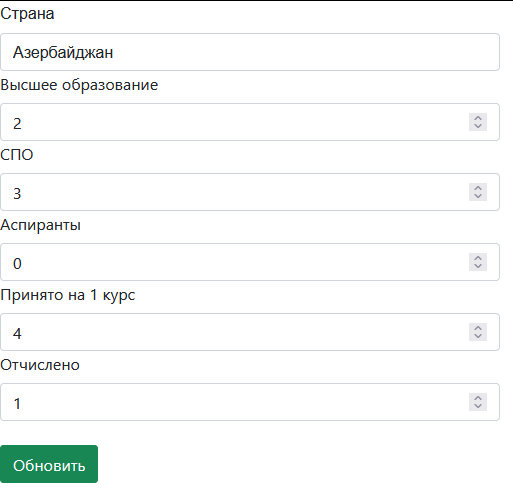 Страна
Азербайджан
Высшее образование
2
СПО
3
Аспиранты
0
Принято на 1 курс
4
Отчислено
1
Обновить